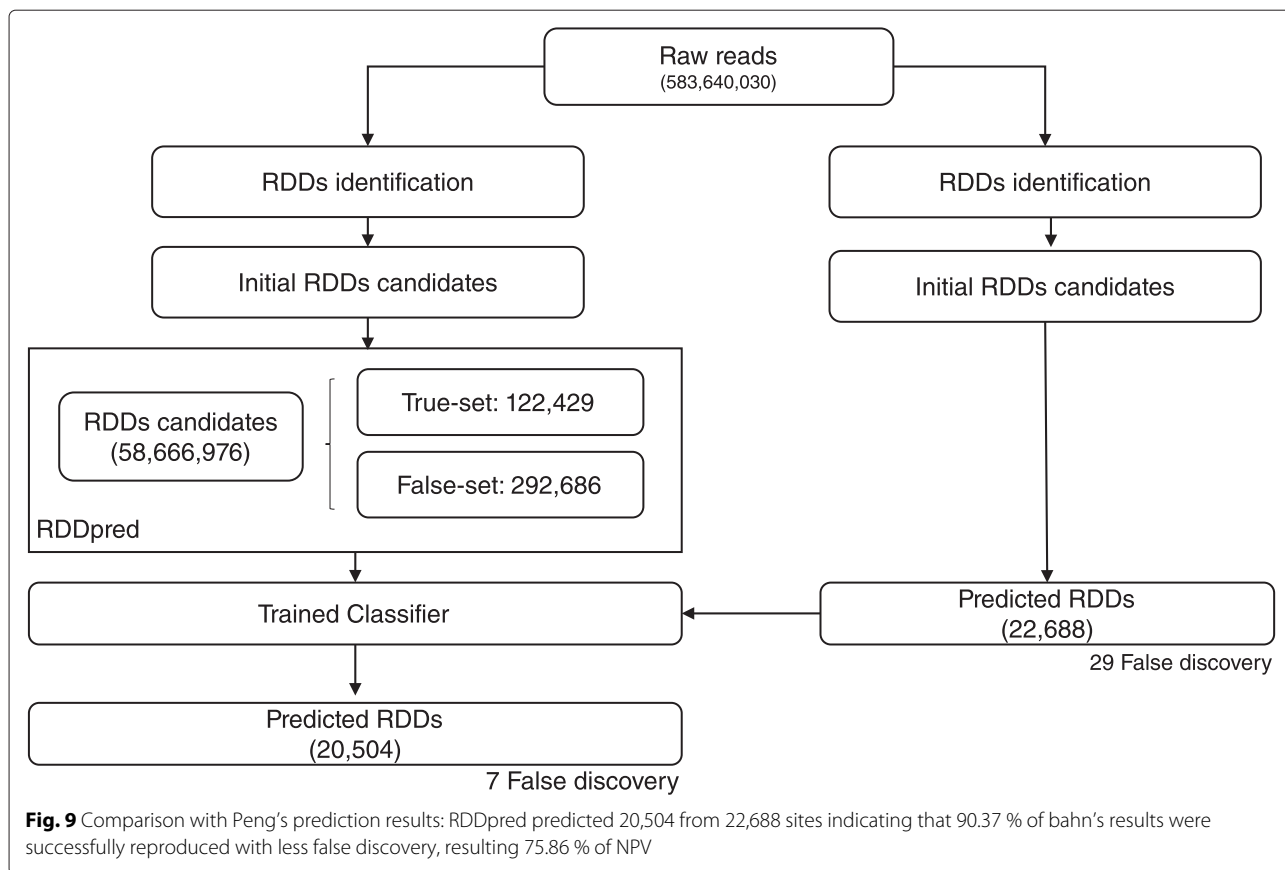 Raw reads
(583,640,030)
RDDs identification
RDDs identification
Initial RDDs candidates
Initial RDDs candidates
RDDs candidates
(58,666,976)
True-set: 122,429
False-set: 292,686
RDDpred
Trained Classifier
Predicted RDDs
(22,688)
29 False discovery
Predicted RDDs
(20,504)
7 False discovery
Fig. 9 Comparison with Peng's prediction results: RDDpred predicted 20,504 from 22,688 sites indicating that 90.37 % of bahn's results were
successfully reproduced with less false discovery, resulting 75.86 % of NPV